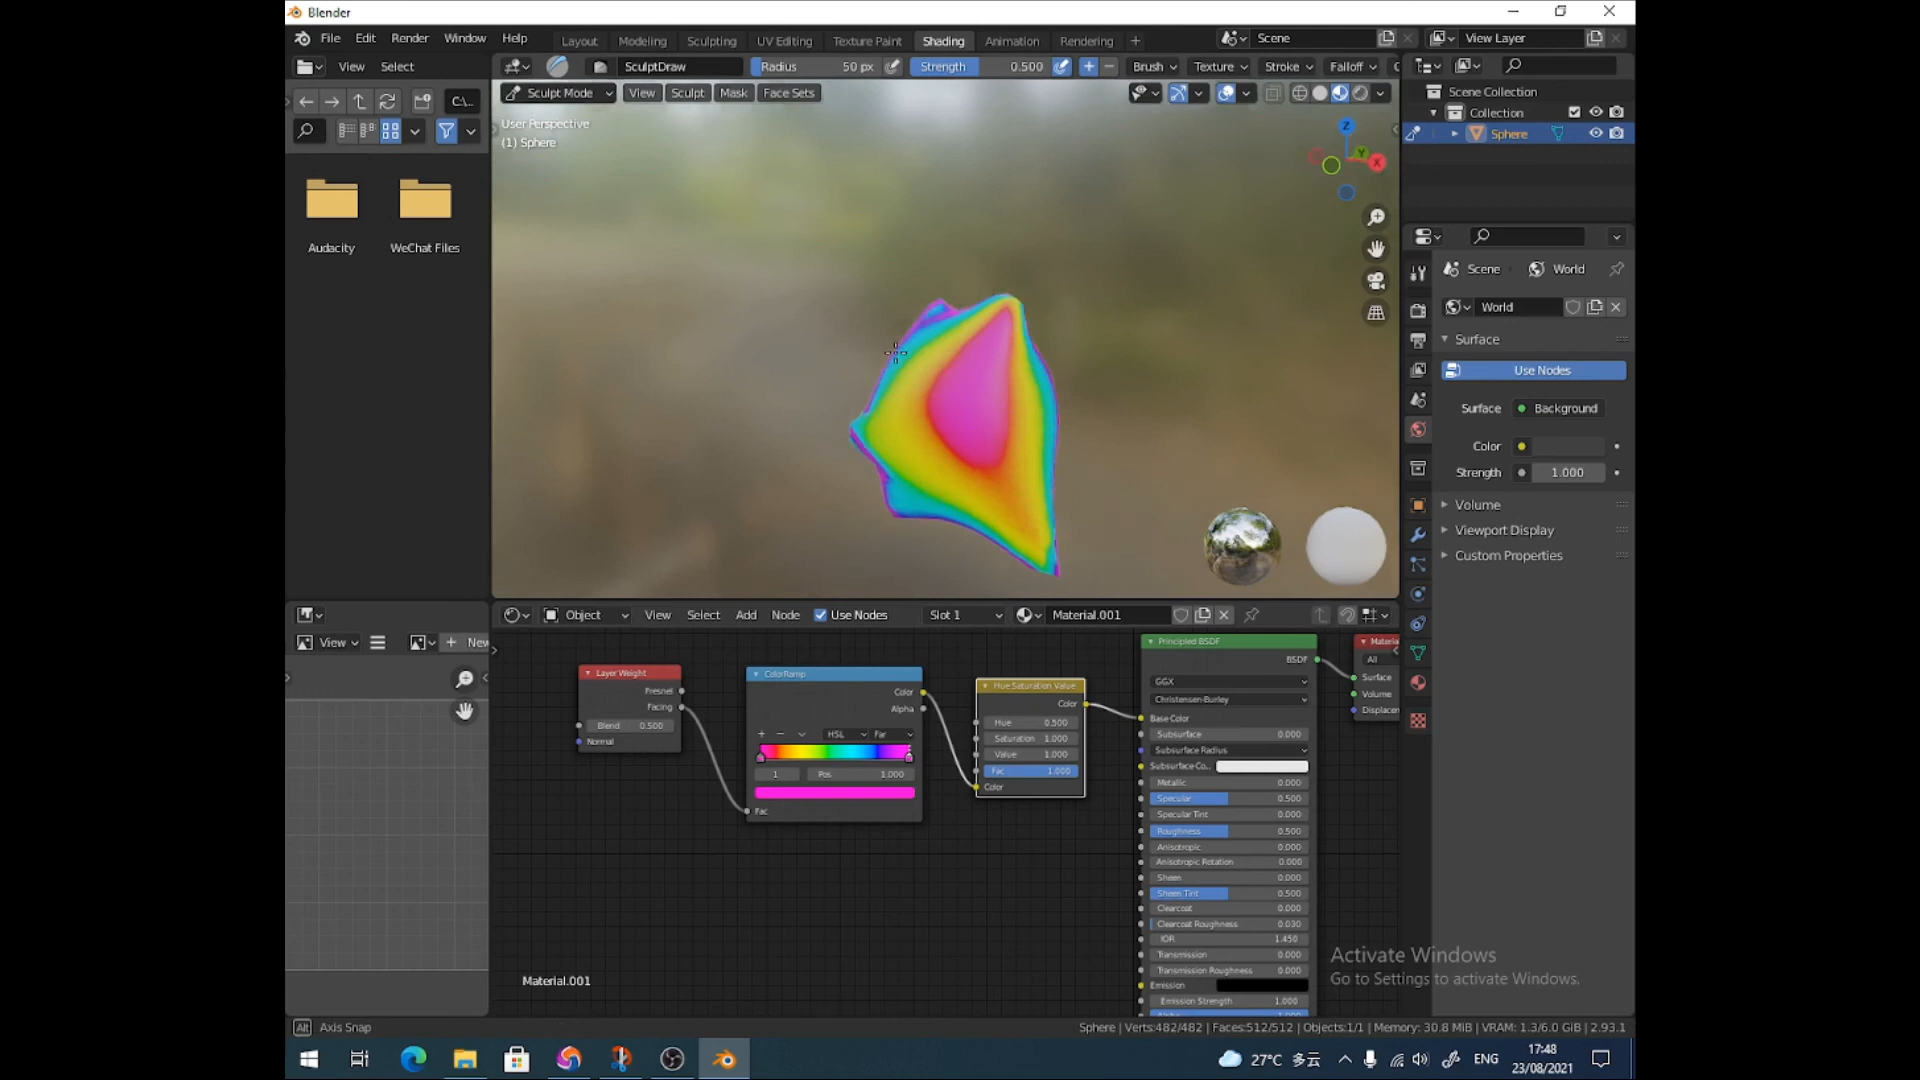 Blender
File Edit Render Window Help Layout Modeling Sculpting UV Editing Texture Paint Shading Animation Rendering + Scene View Layer
View Select SculptDraw Radius 50 px Strength 0.500 Brush Texture Stroke Falloff
C:\..
Sculpt Mode View Sculpt Mask Face Sets
User Perspective
(1) Sphere
Z
Y
X
Audacity WeChat Files
Scene Collection
Collection
Sphere
Scene World
World
Surface
Use Nodes
Surface Background
Color
Strength 1.000
Volume
Viewport Display
Custom Properties
View + New
Object View Select Add Node Use Nodes Slot 1 Material.001
Layer Weight
Fresnel
Facing
Blend 0.500
Normal
ColorRamp
Color
Alpha
+ − HSL Far
1 Pos 1.000
Fac
Hue Saturation Value
Color
Hue 0.500
Saturation 1.000
Value 1.000
Fac 1.000
Color
Principled BSDF
BSDF
GGX
Christensen-Burley
Base Color
Subsurface 0.000
Subsurface Radius
Subsurface Co...
Metallic 0.000
Specular 0.500
Specular Tint 0.000
Roughness 0.500
Anisotropic 0.000
Anisotropic Rotation 0.000
Sheen 0.000
Sheen Tint 0.500
Clearcoat 0.000
Clearcoat Roughness 0.030
IOR 1.450
Transmission 0.000
Transmission Roughness 0.000
Emission
Emission Strength 1.000
Materia
All
Surface
Volume
Displacen
Material.001
Activate Windows
Go to Settings to activate Windows.
Alt Axis Snap
Sphere | Verts:482/482 | Faces:512/512 | Objects:1/1 | Memory: 30.8 MiB | VRAM: 1.3/6.0 GiB | 2.93.1
27°C 多云 ENG
17:48
23/08/2021